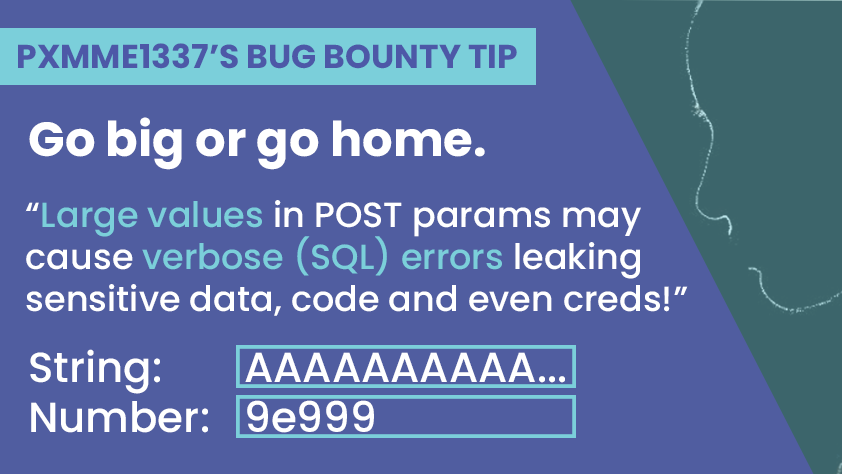 PXMME1337’S BUG BOUNTY TIP
Go big or go home.
“Large values in POST params may
cause verbose (SQL) errors leaking
sensitive data, code and even creds!”
String: AAAAAAAAAA...
Number: 9e999